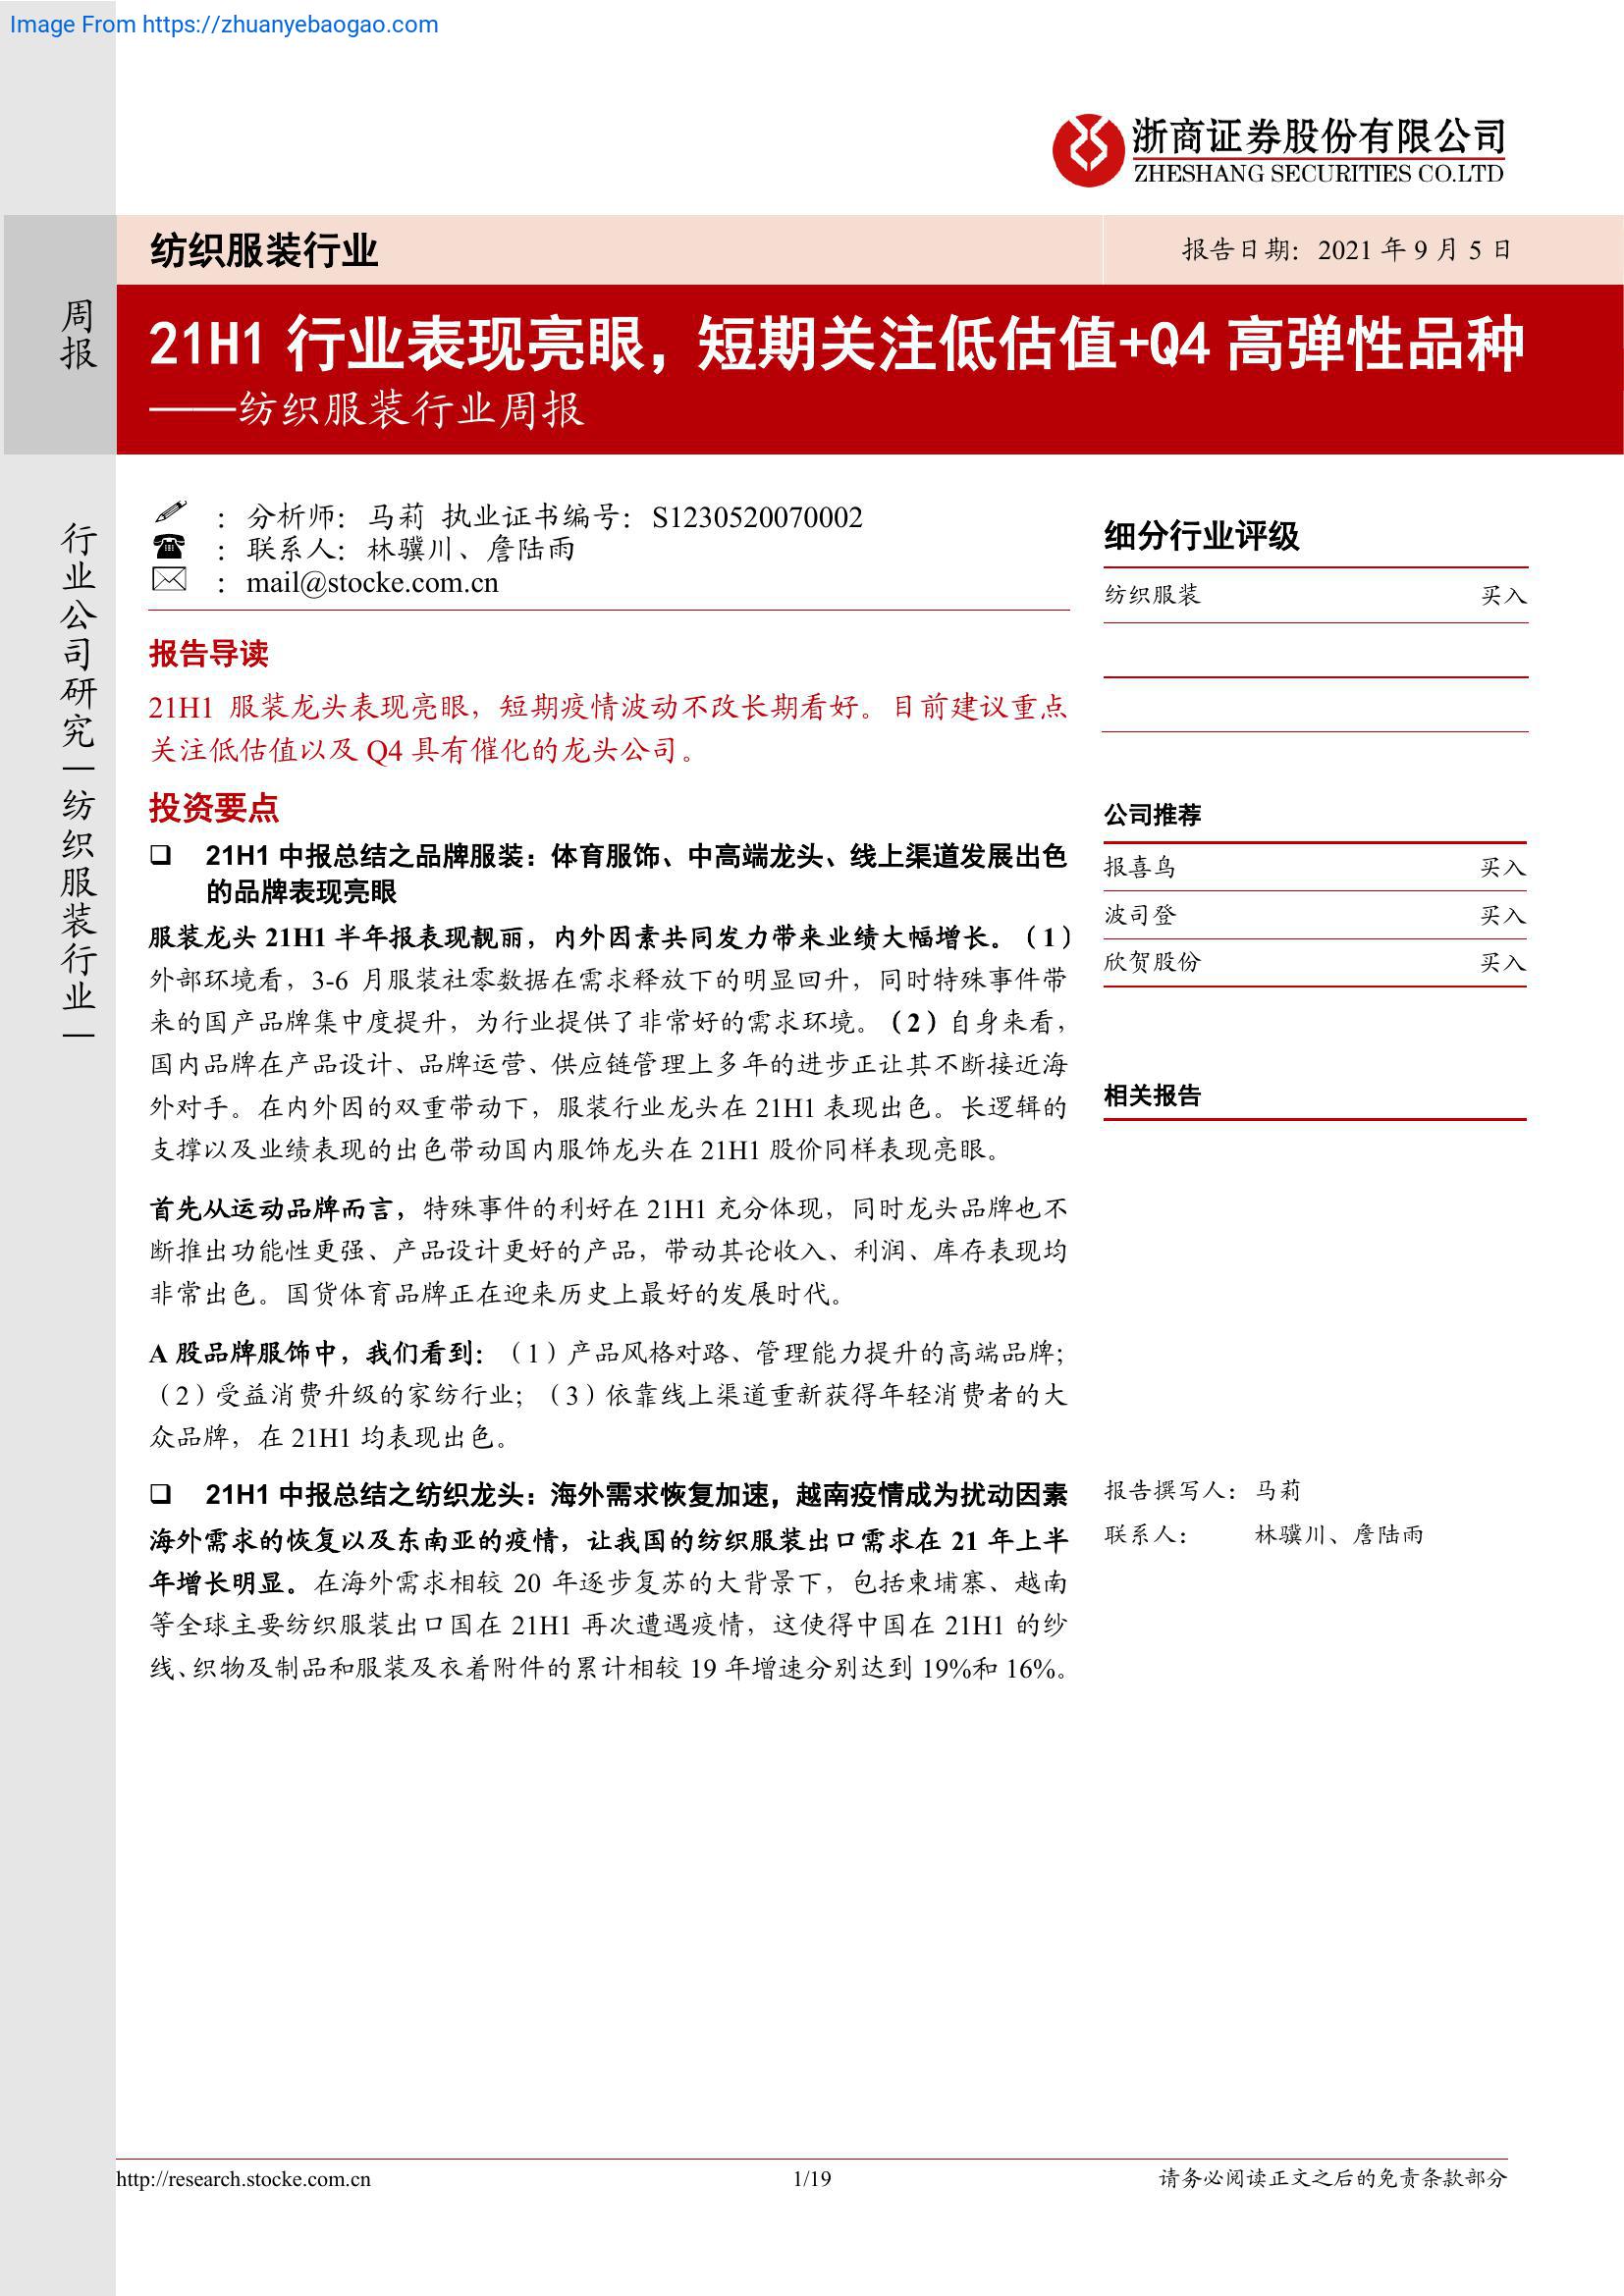 Image From https://zhuanyebaogao.com
浙商证券股份有限公司
ZHESHANG SECURITIES CO.LTD
周报
纺织服装行业
报告日期：2021 年 9 月 5 日
21H1 行业表现亮眼，短期关注低估值+Q4 高弹性品种
——纺织服装行业周报
行业公司研究｜纺织服装行业｜
：分析师：马莉 执业证书编号：S1230520070002
：联系人：林骥川、詹陆雨
：mail@stocke.com.cn
报告导读
21H1 服装龙头表现亮眼，短期疫情波动不改长期看好。目前建议重点
关注低估值以及 Q4 具有催化的龙头公司。
投资要点
❑ 21H1 中报总结之品牌服装：体育服饰、中高端龙头、线上渠道发展出色
的品牌表现亮眼
服装龙头 21H1 半年报表现靓丽，内外因素共同发力带来业绩大幅增长。（1）
外部环境看，3-6 月服装社零数据在需求释放下的明显回升，同时特殊事件带
来的国产品牌集中度提升，为行业提供了非常好的需求环境。（2）自身来看，
国内品牌在产品设计、品牌运营、供应链管理上多年的进步正让其不断接近海
外对手。在内外因的双重带动下，服装行业龙头在 21H1 表现出色。长逻辑的
支撑以及业绩表现的出色带动国内服饰龙头在 21H1 股价同样表现亮眼。
首先从运动品牌而言，特殊事件的利好在 21H1 充分体现，同时龙头品牌也不
断推出功能性更强、产品设计更好的产品，带动其论收入、利润、库存表现均
非常出色。国货体育品牌正在迎来历史上最好的发展时代。
A 股品牌服饰中，我们看到：（1）产品风格对路、管理能力提升的高端品牌；
（2）受益消费升级的家纺行业；（3）依靠线上渠道重新获得年轻消费者的大
众品牌，在 21H1 均表现出色。
❑ 21H1 中报总结之纺织龙头：海外需求恢复加速，越南疫情成为扰动因素
海外需求的恢复以及东南亚的疫情，让我国的纺织服装出口需求在 21 年上半
年增长明显。在海外需求相较 20 年逐步复苏的大背景下，包括柬埔寨、越南
等全球主要纺织服装出口国在 21H1 再次遭遇疫情，这使得中国在 21H1 的纱
线、织物及制品和服装及衣着附件的累计相较 19 年增速分别达到 19%和 16%。
细分行业评级
纺织服装 买入
公司推荐
报喜鸟 买入
波司登 买入
欣贺股份 买入
相关报告
报告撰写人：马莉
联系人： 林骥川、詹陆雨
http://research.stocke.com.cn
1/19
请务必阅读正文之后的免责条款部分